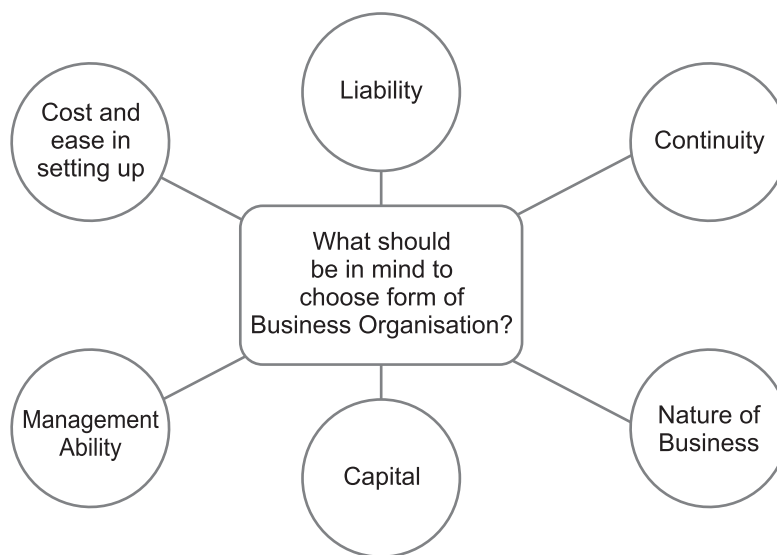 Liability
Cost and
ease in
setting up
Continuity
What should
be in mind to
choose form of
Business Organisation?
Management
Ability
Capital
Nature of
Business